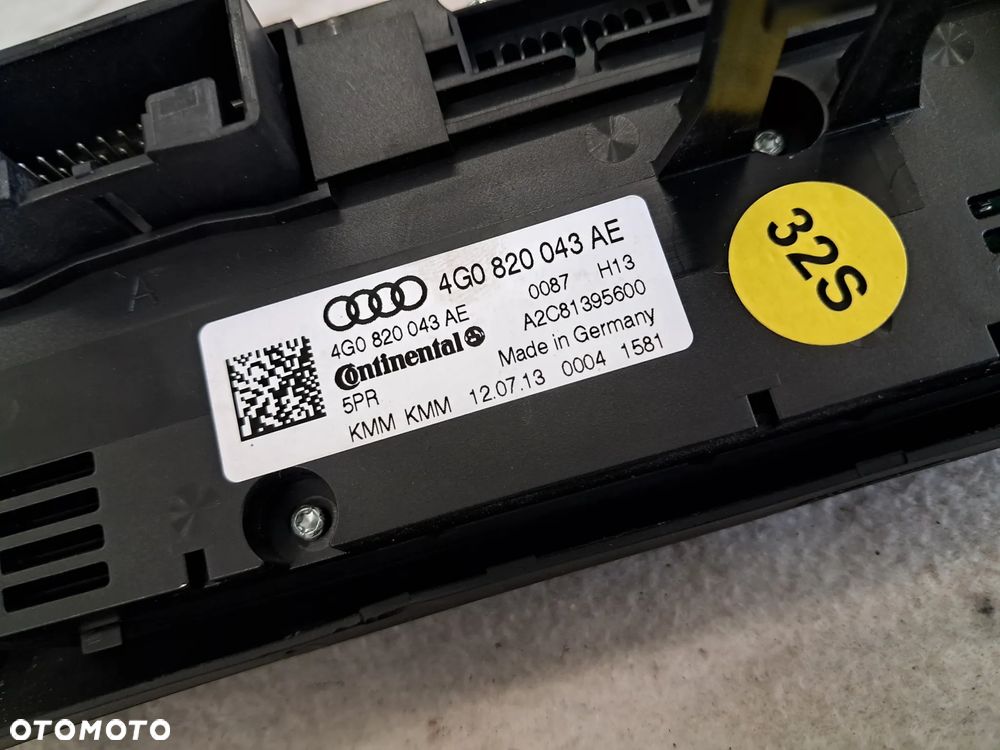 4G0 820 043 AE
4G0 820 043 AE 0087 H13
Continental A2C81395600
5PR Made in Germany
KMM KMM 12.07.13 0004 1581
32S
A
OTOMOTO